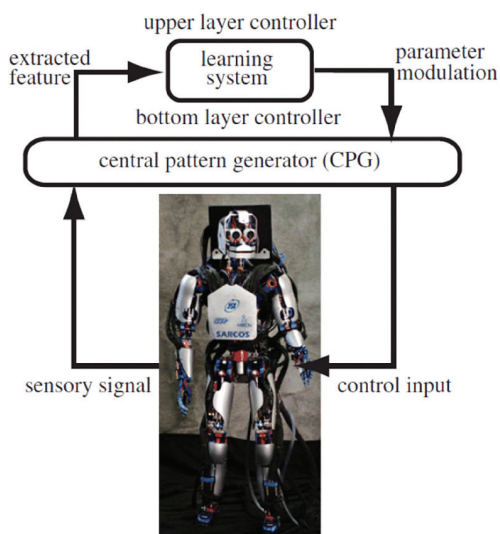 upper layer controller
extracted
feature
learning
system
parameter
modulation
bottom layer controller
central pattern generator (CPG)
SARCOS
sensory signal
control input